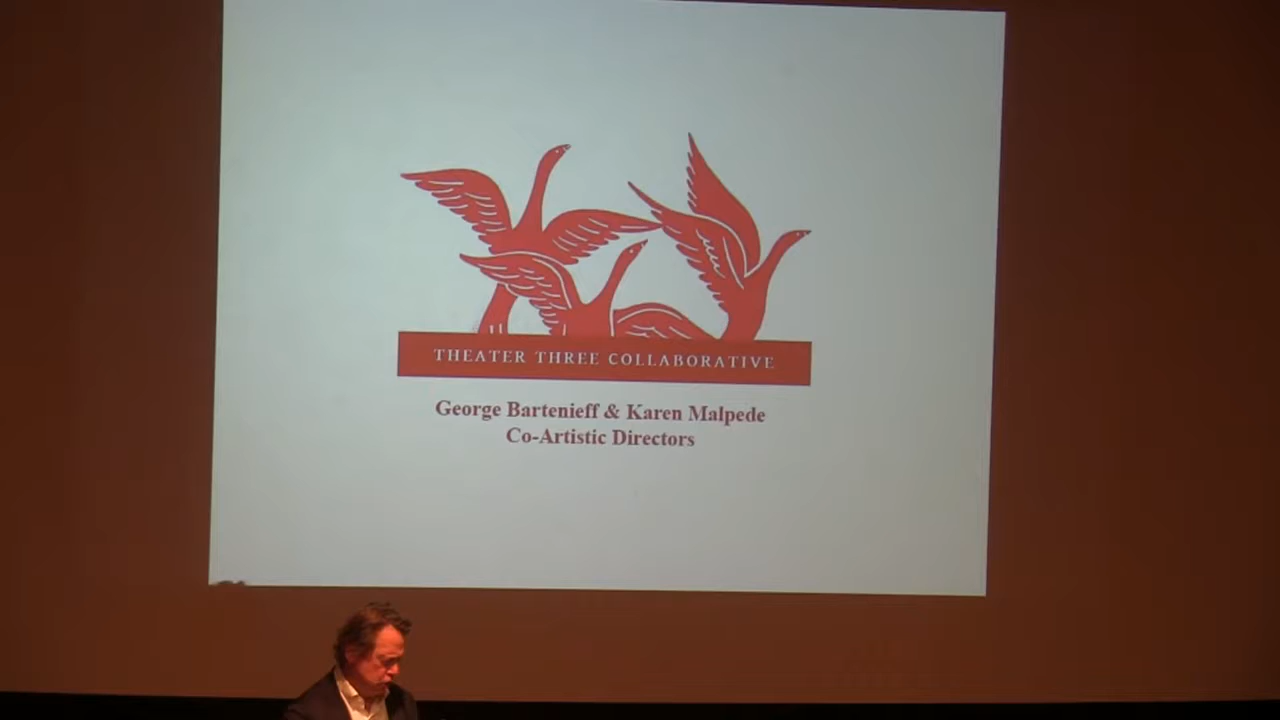 THEATER THREE COLLABORATIVE
George Bartenieff & Karen Malpede
Co-Artistic Directors